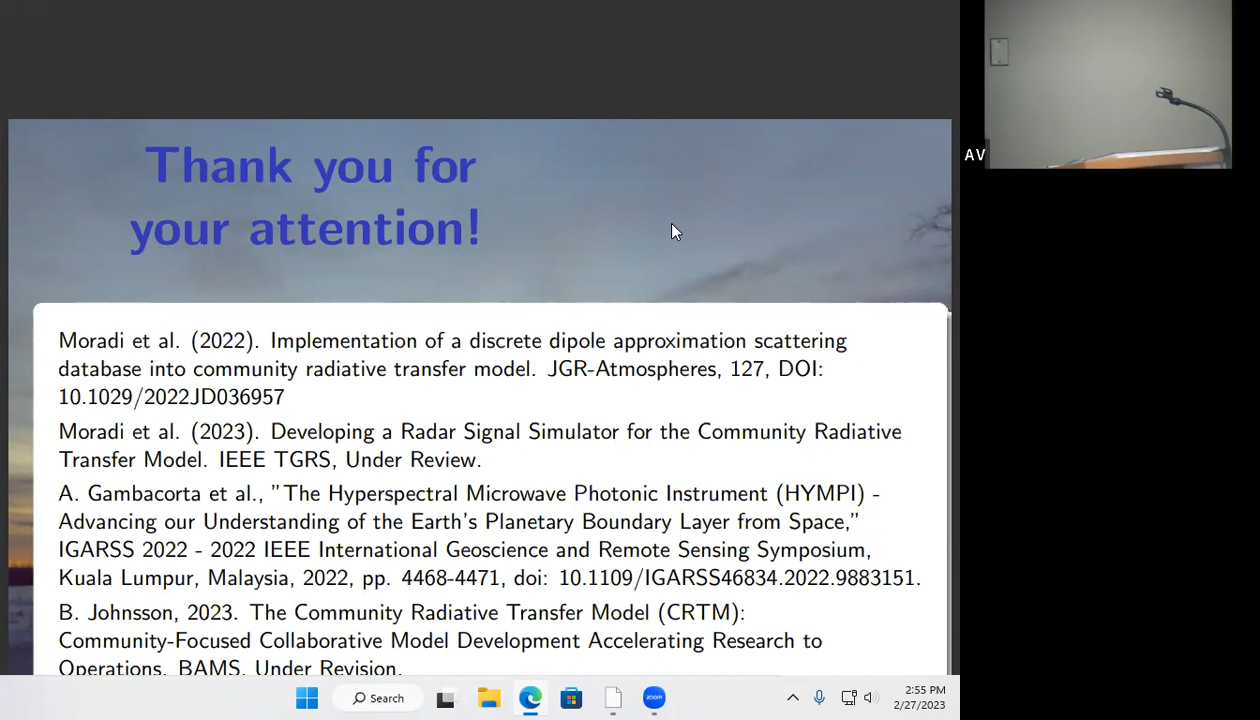 Thank you for
your attention!
AV
Moradi et al. (2022). Implementation of a discrete dipole approximation scattering
database into community radiative transfer model. JGR-Atmospheres, 127, DOI:
10.1029/2022JD036957
Moradi et al. (2023). Developing a Radar Signal Simulator for the Community Radiative
Transfer Model. IEEE TGRS, Under Review.
A. Gambacorta et al., "The Hyperspectral Microwave Photonic Instrument (HYMPI) -
Advancing our Understanding of the Earth's Planetary Boundary Layer from Space,"
IGARSS 2022 - 2022 IEEE International Geoscience and Remote Sensing Symposium,
Kuala Lumpur, Malaysia, 2022, pp. 4468-4471, doi: 10.1109/IGARSS46834.2022.9883151.
B. Johnsson, 2023. The Community Radiative Transfer Model (CRTM):
Community-Focused Collaborative Model Development Accelerating Research to
Operations. BAMS. Under Revision.
Search
zoom
2:55 PM
2/27/2023